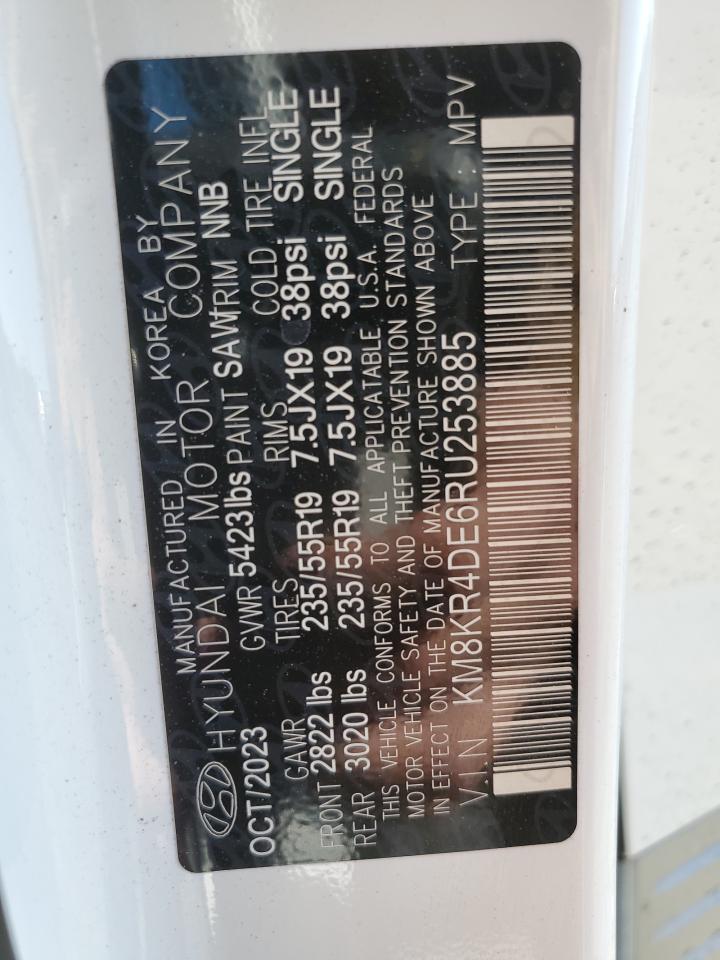 MANUFACTURED IN KOREA BY
HYUNDAI MOTOR COMPANY
OCT/2023 GVWR 5423lbs PAINT SAW TRIM NNB
GAWR TIRES RIMS COLD TIRE INFL
FRONT 2822 lbs 235/55R19 7.5JX19 38psi SINGLE
REAR 3020 lbs 235/55R19 7.5JX19 38psi SINGLE
THIS VEHICLE CONFORMS TO ALL APPLICATABLE U.S.A. FEDERAL
MOTOR VEHICLE SAFETY AND THEFT PREVENTION STANDARDS
IN EFFECT ON THE DATE OF MANUFACTURE SHOWN ABOVE
VIN : KM8KR4DE6RU253885 TYPE : MPV